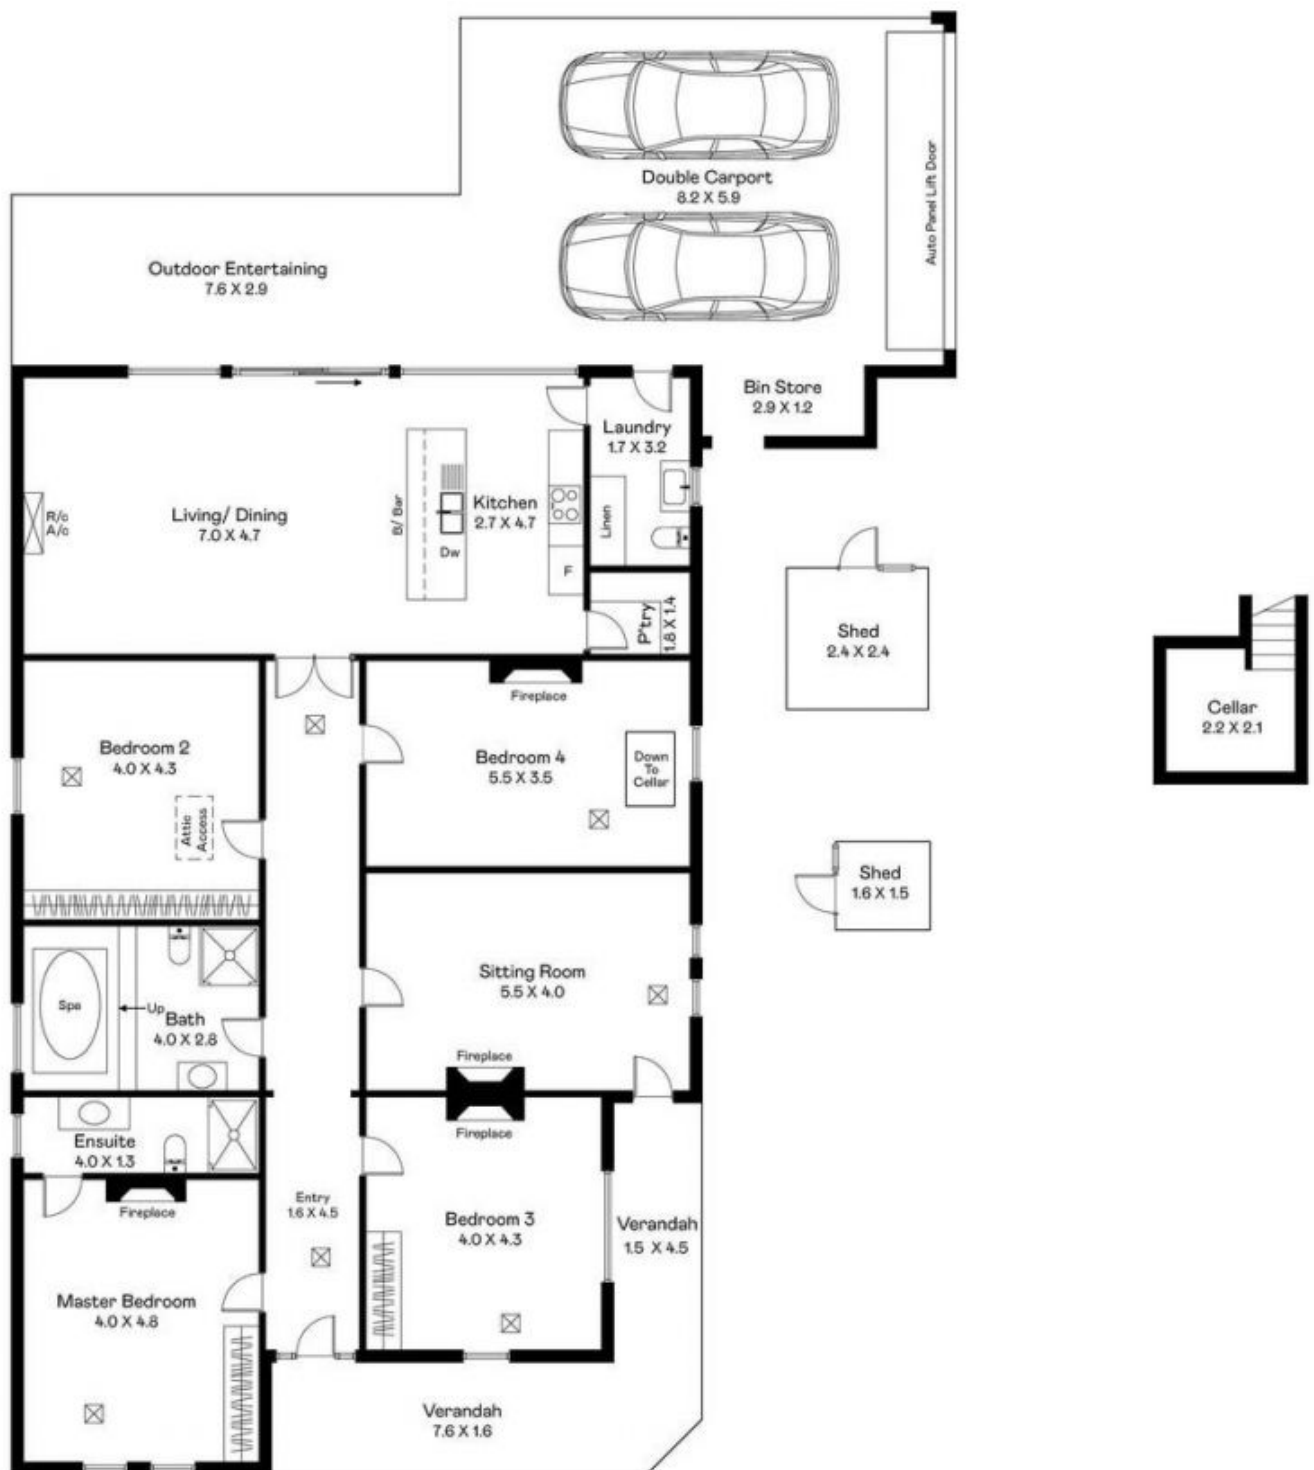 Double Carport
8.2 X 5.9
Auto Panel Lift Door
Outdoor Entertaining
7.6 X 2.9
Bin Store
2.9 X 1.2
Laundry
1.7 X 3.2
Living/ Dining
7.0 X 4.7
R/c
A/c
B/ Bar
Kitchen
2.7 X 4.7
Dw
F
Linen
P'try
1.8 X 1.4
Shed
2.4 X 2.4
Cellar
2.2 X 2.1
Fireplace
Bedroom 2
4.0 X 4.3
Attic
Access
Bedroom 4
5.5 X 3.5
Down
To
Cellar
Shed
1.6 X 1.5
Spa
Up
Bath
4.0 X 2.8
Sitting Room
5.5 X 4.0
Fireplace
Fireplace
Ensuite
4.0 X 1.3
Fireplace
Entry
1.6 X 4.5
Bedroom 3
4.0 X 4.3
Verandah
1.5 X 4.5
Master Bedroom
4.0 X 4.8
Verandah
7.6 X 1.6